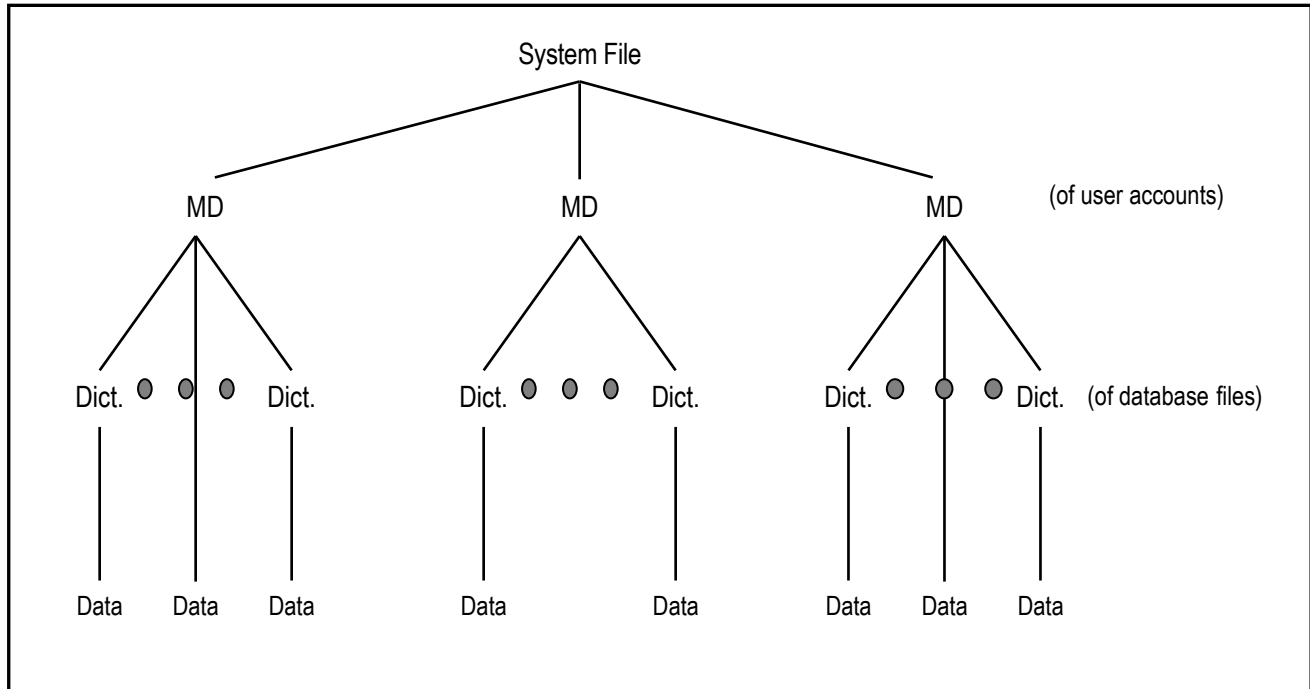 System File
MD MD MD (of user accounts)
Dict. Dict. Dict. Dict. Dict. Dict. (of database files)
Data Data Data Data Data Data Data Data